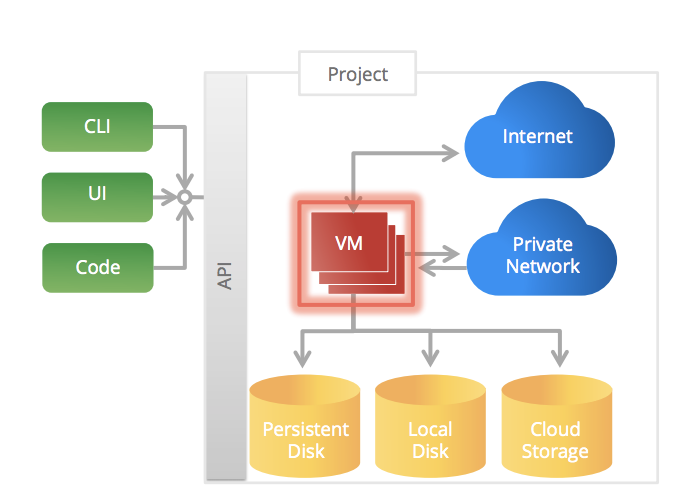 Project
CLI
UI
Code
API
Internet
VM
Private
Network
Persistent
Disk
Local
Disk
Cloud
Storage